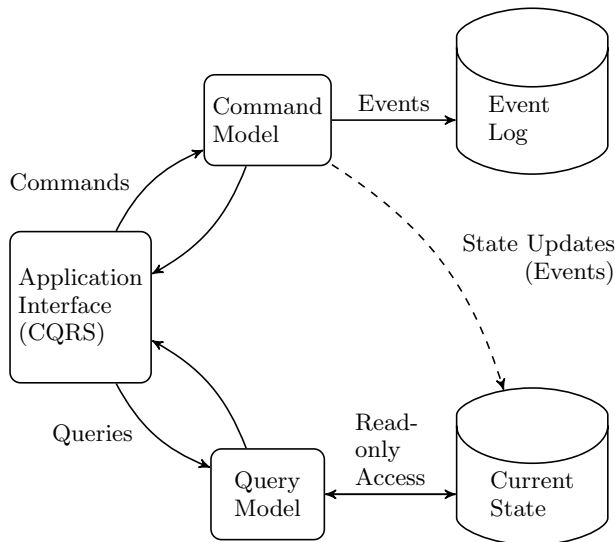 Command
Model
Events
Event
Log
Commands
State Updates
(Events)
Application
Interface
(CQRS)
Queries
Read-
only
Access
Query
Model
Current
State